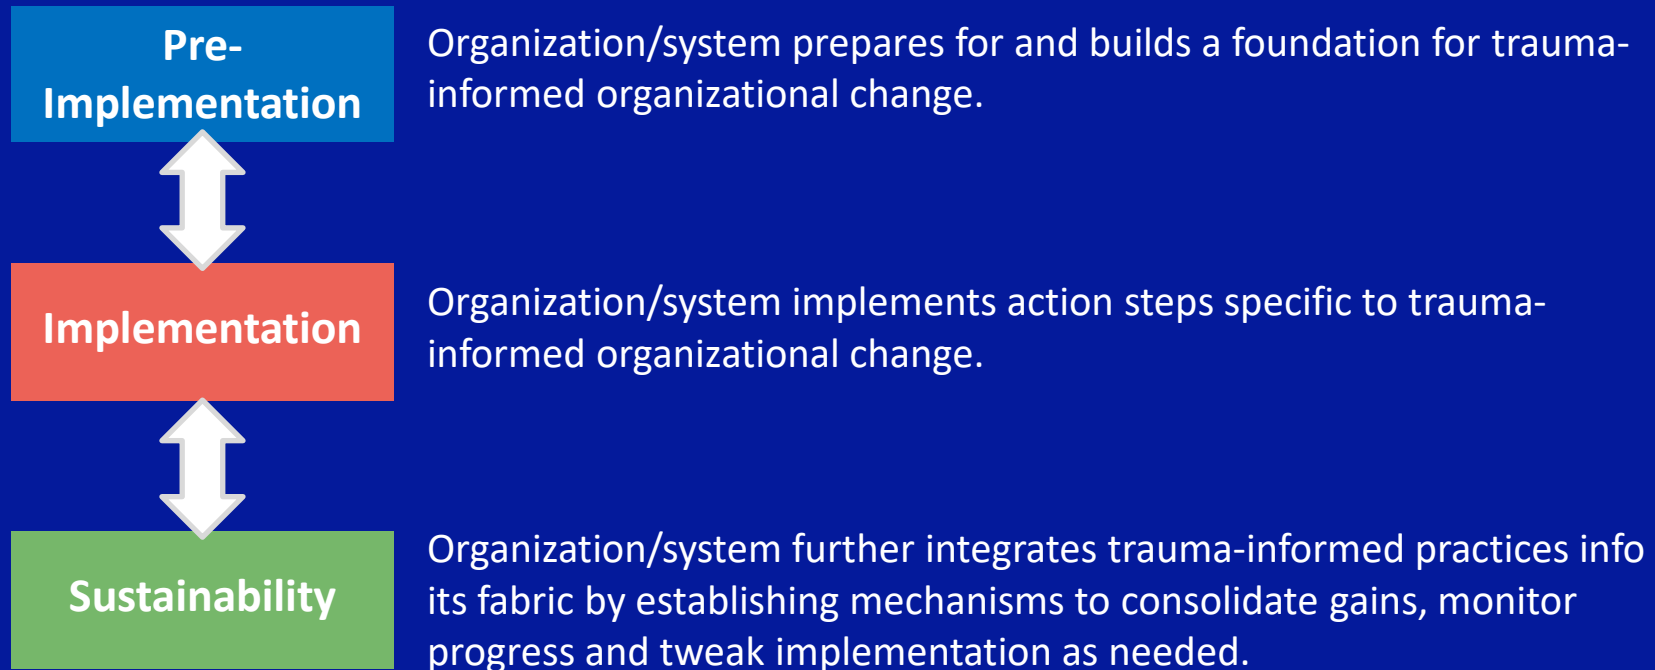 Pre-
Implementation
Organization/system prepares for and builds a foundation for trauma-
informed organizational change.
Implementation
Organization/system implements action steps specific to trauma-
informed organizational change.
Sustainability
Organization/system further integrates trauma-informed practices info
its fabric by establishing mechanisms to consolidate gains, monitor
progress and tweak implementation as needed.